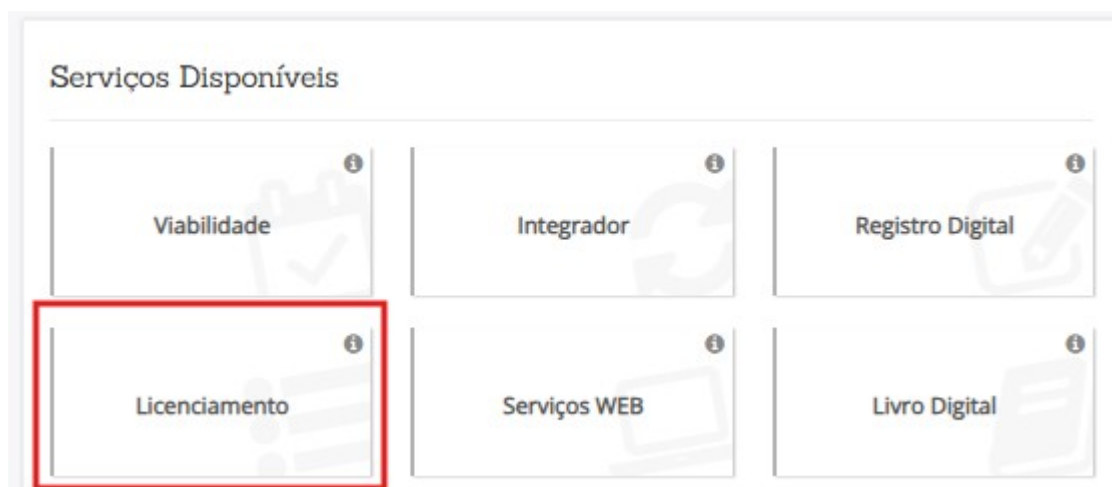 Serviços Disponíveis
Viabilidade
Integrador
Registro Digital
Licenciamento
Serviços WEB
Livro Digital